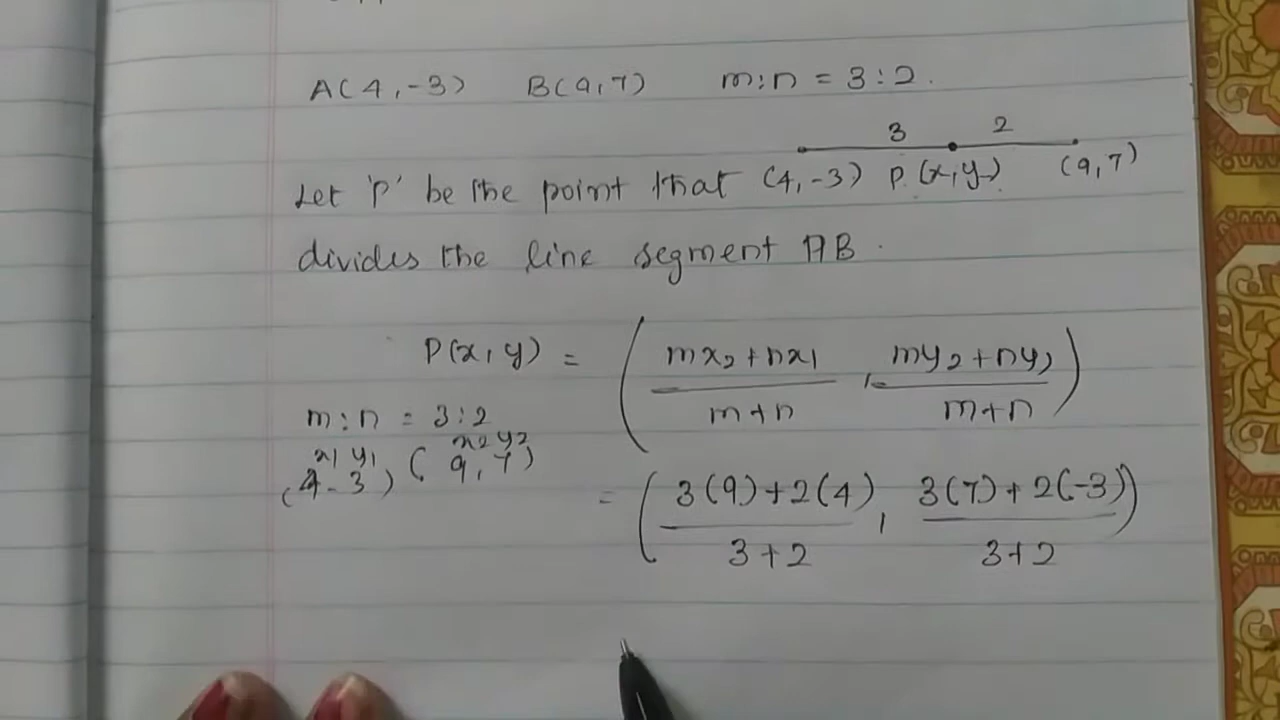 A(4,-3) B(9,7) m:n = 3:2.
3 2
Let 'P' be the point that (4,-3) P(x,y) (9,7)
divides the line segment AB.
P(x,y) = ( mx2+nx1 / m+n , my2+ny2 / m+n )
m:n = 3:2
x1 y1 x2 y2
(4-3) (9,7)
= ( 3(9)+2(4) / 3+2 , 3(7)+2(-3) / 3+2 )